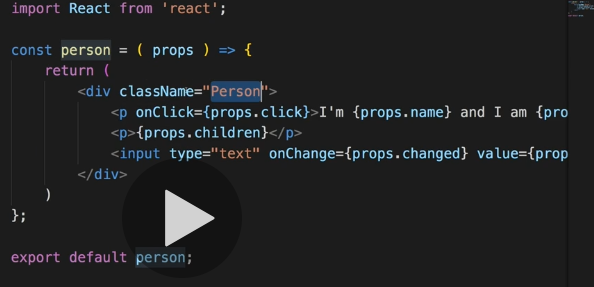 import React from 'react';
const person = ( props ) => {
return (
<div className="Person">
<p onClick={props.click}>I'm {props.name} and I am {pro
<p>{props.children}</p>
<input type="text" onChange={props.changed} value={prop
</div>
)
};
export default person;